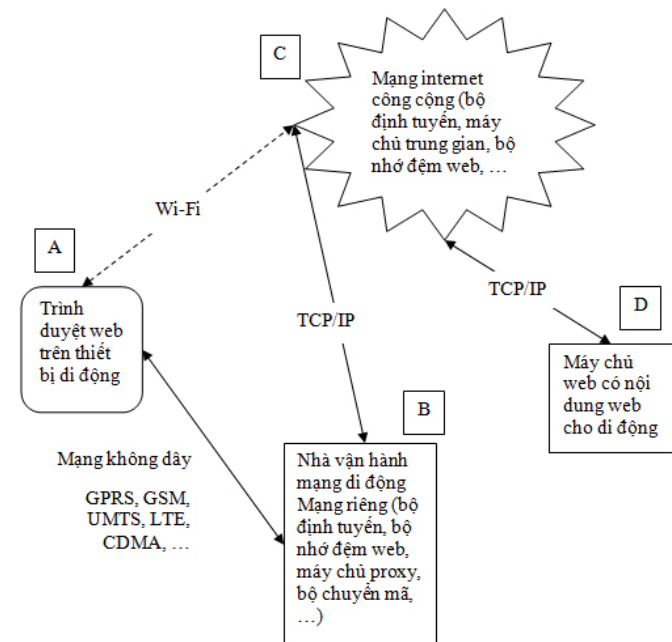 C
Mạng internet
công cộng (bộ
định tuyến, máy
chủ trung gian, bộ
nhớ đệm web, …
Wi-Fi
A
Trình
duyệt web
trên thiết
bị di động
TCP/IP
TCP/IP
D
Máy chủ
web có nội
dung web
cho di động
B
Nhà vận hành
mạng di động
Mạng riêng (bộ
định tuyến, bộ
nhớ đệm web,
máy chủ proxy,
bộ chuyển mã,
…)
Mạng không dây
GPRS, GSM,
UMTS, LTE,
CDMA, …